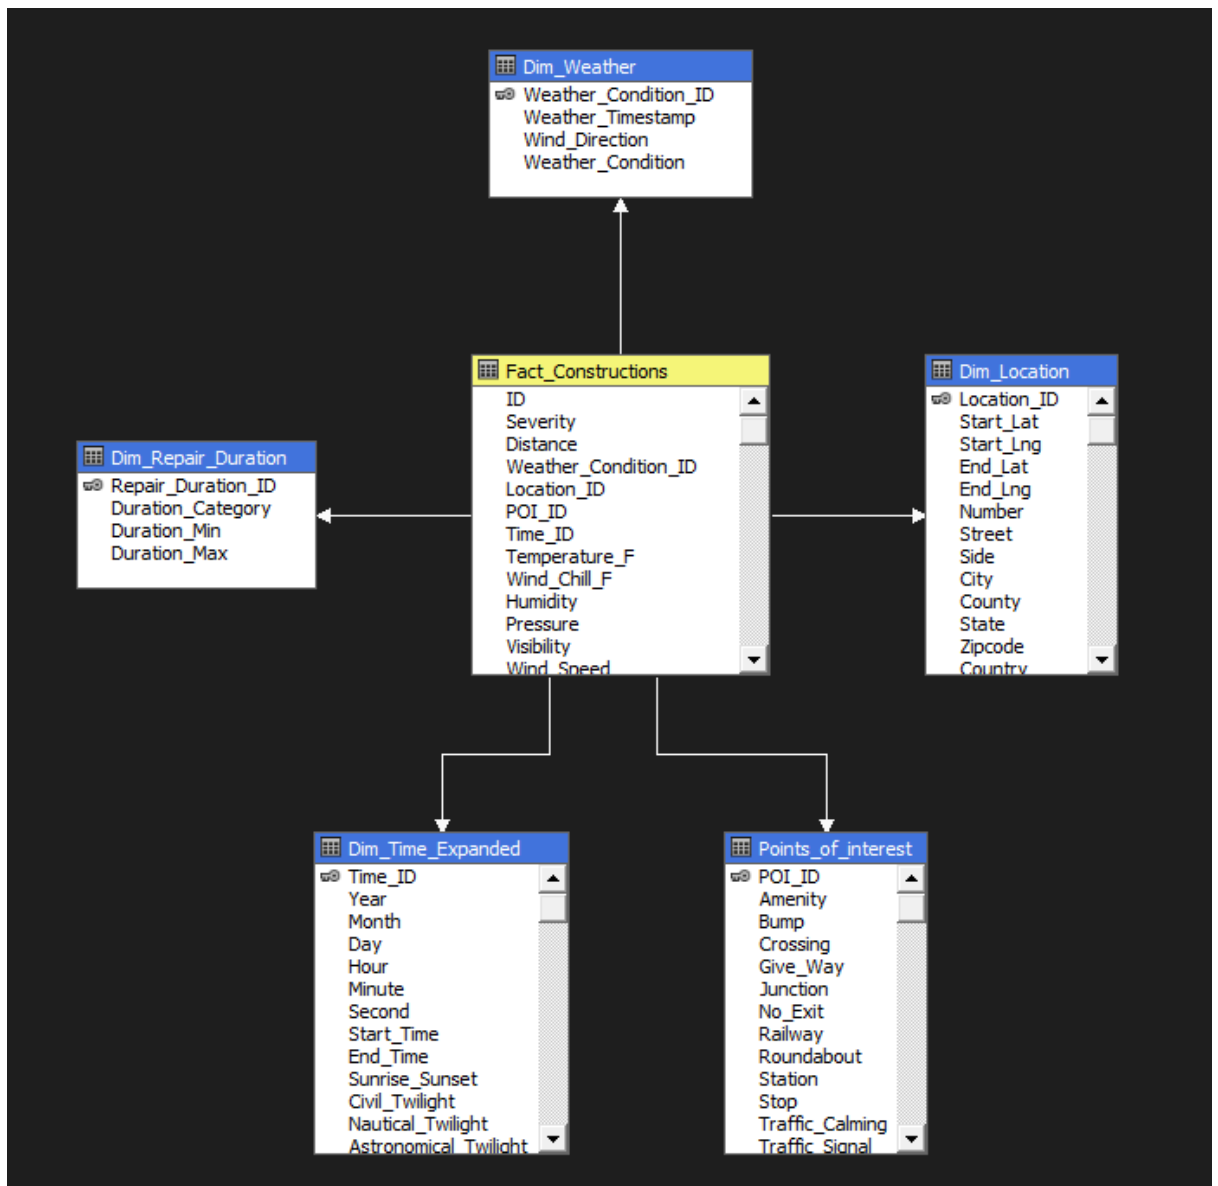 Dim_Weather
Weather_Condition_ID
Weather_Timestamp
Wind_Direction
Weather_Condition
Fact_Constructions
ID
Severity
Distance
Weather_Condition_ID
Location_ID
POI_ID
Time_ID
Temperature_F
Wind_Chill_F
Humidity
Pressure
Visibility
Wind_Speed
Dim_Location
Location_ID
Start_Lat
Start_Lng
End_Lat
End_Lng
Number
Street
Side
City
County
State
Zipcode
Country
Dim_Repair_Duration
Repair_Duration_ID
Duration_Category
Duration_Min
Duration_Max
Dim_Time_Expanded
Time_ID
Year
Month
Day
Hour
Minute
Second
Start_Time
End_Time
Sunrise_Sunset
Civil_Twilight
Nautical_Twilight
Astronomical_Twilight
Points_of_interest
POI_ID
Amenity
Bump
Crossing
Give_Way
Junction
No_Exit
Railway
Roundabout
Station
Stop
Traffic_Calming
Traffic_Signal